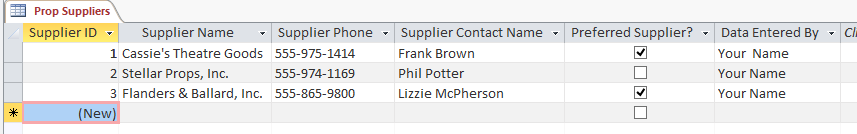 Prop Suppliers
Supplier ID Supplier Name Supplier Phone Supplier Contact Name Preferred Supplier? Data Entered By Cli
1 Cassie's Theatre Goods 555-975-1414 Frank Brown Your Name
2 Stellar Props, Inc. 555-974-1169 Phil Potter Your Name
3 Flanders & Ballard, Inc. 555-865-9800 Lizzie McPherson Your Name
(New)